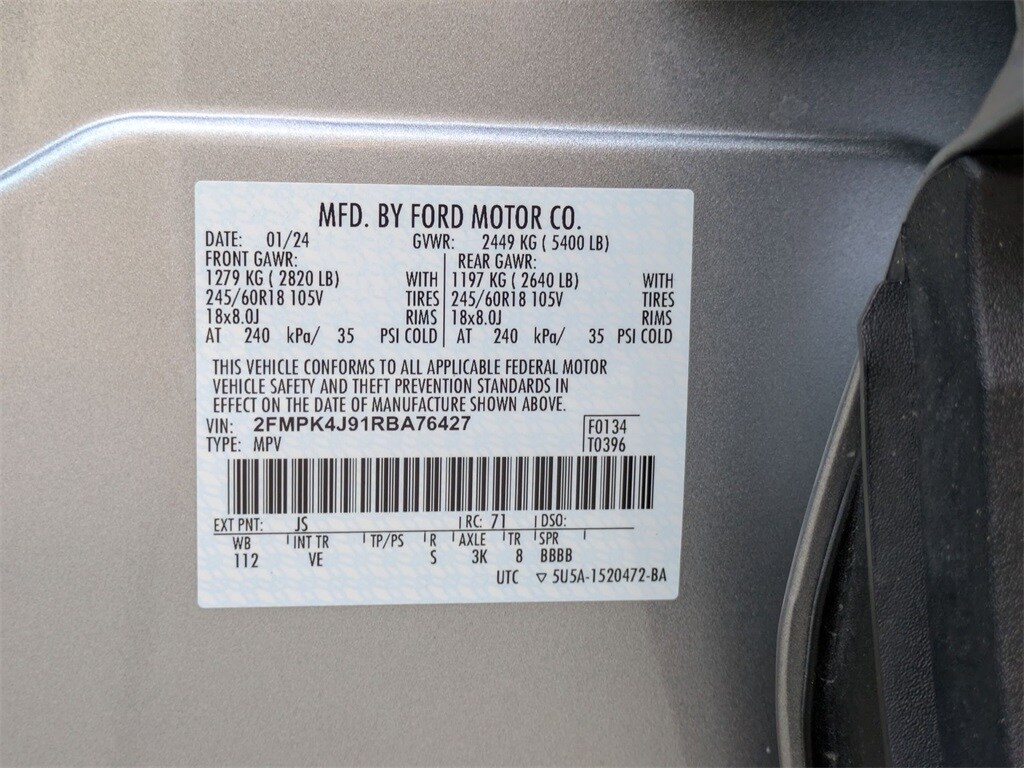 MFD. BY FORD MOTOR CO.
DATE: 01/24 GVWR: 2449 KG ( 5400 LB)
FRONT GAWR: REAR GAWR:
1279 KG ( 2820 LB) WITH 1197 KG ( 2640 LB) WITH
245/60R18 105V TIRES 245/60R18 105V TIRES
18x8.0J RIMS 18x8.0J RIMS
AT 240 kPa/ 35 PSI COLD AT 240 kPa/ 35 PSI COLD
THIS VEHICLE CONFORMS TO ALL APPLICABLE FEDERAL MOTOR
VEHICLE SAFETY AND THEFT PREVENTION STANDARDS IN
EFFECT ON THE DATE OF MANUFACTURE SHOWN ABOVE.
VIN: 2FMPK4J91RBA76427 F0134
TYPE: MPV T0396
EXT PNT: JS RC: 71 DSO:
WB INT TR TP/PS R AXLE TR SPR
112 VE S 3K 8 BBBB
UTC ▽ 5U5A-1520472-BA